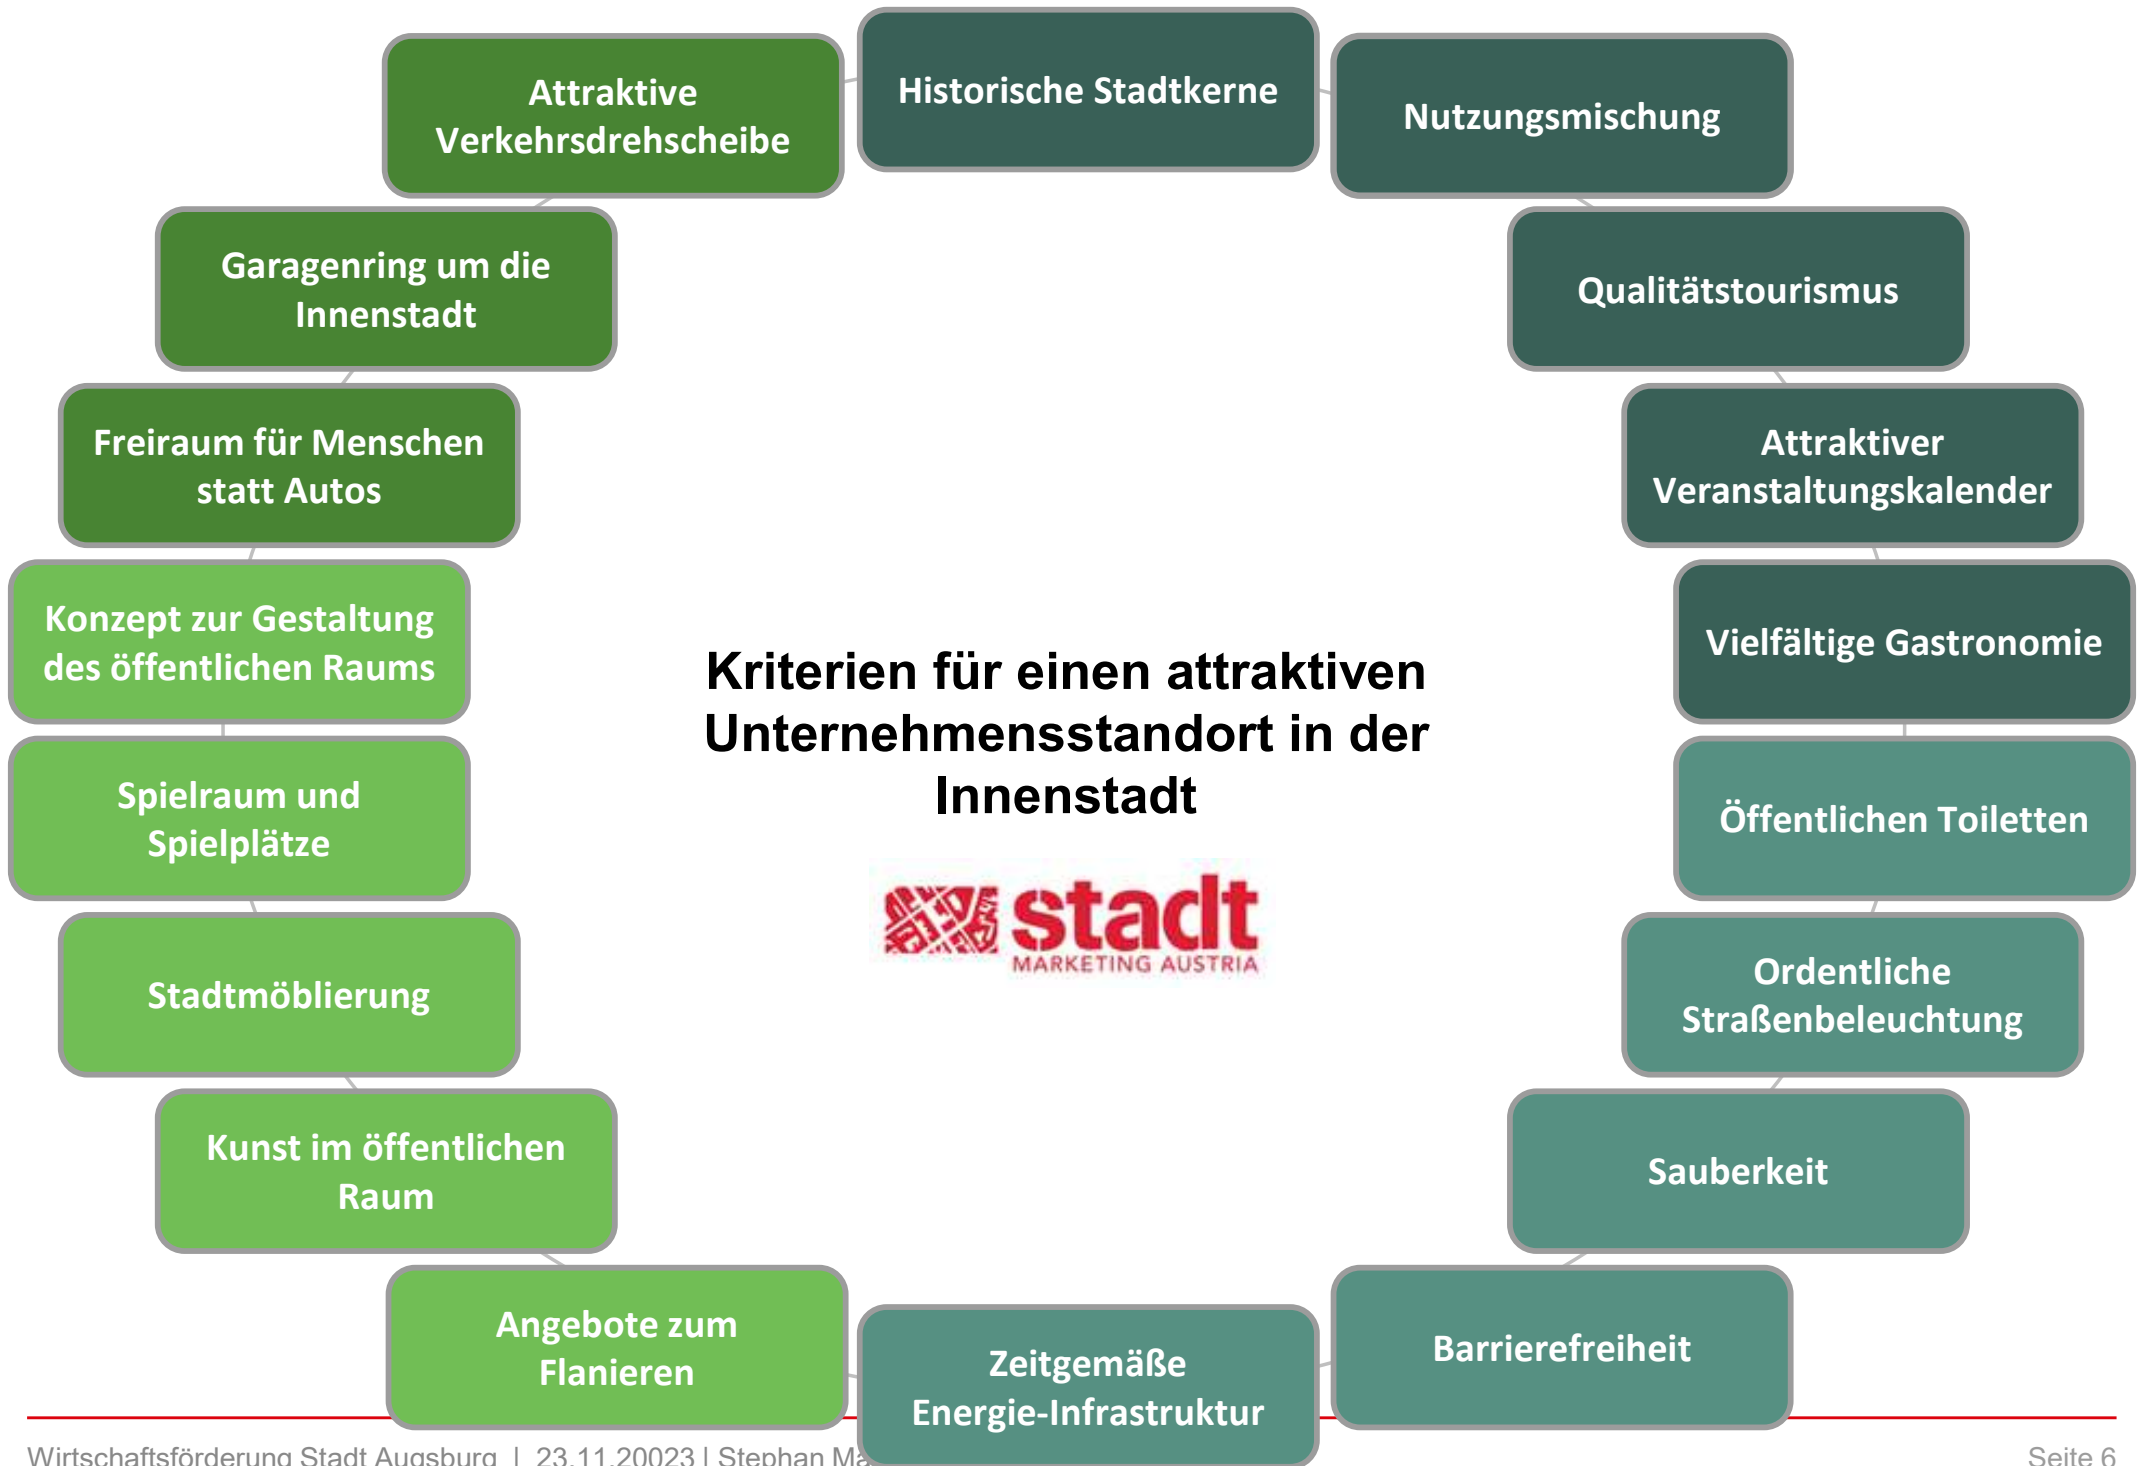 Historische Stadtkerne
Nutzungsmischung
Qualitätstourismus
Attraktiver
Veranstaltungskalender
Vielfältige Gastronomie
Öffentlichen Toiletten
Ordentliche
Straßenbeleuchtung
Sauberkeit
Barrierefreiheit
Zeitgemäße
Energie-Infrastruktur
Angebote zum
Flanieren
Kunst im öffentlichen
Raum
Stadtmöblierung
Spielraum und
Spielplätze
Konzept zur Gestaltung
des öffentlichen Raums
Freiraum für Menschen
statt Autos
Garagenring um die
Innenstadt
Attraktive
Verkehrsdrehscheibe
Kriterien für einen attraktiven
Unternehmensstandort in der
Innenstadt
stadt
MARKETING AUSTRIA
Wirtschaftsförderung Stadt Augsburg | 23.11.20023 | Stephan
Seite 6